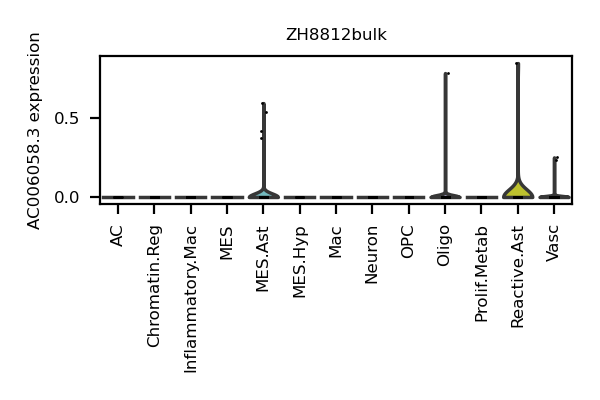 ZH8812bulk
AC006058.3 expression
0.5
0.0
AC
Chromatin.Reg
Inflammatory.Mac
MES
MES.Ast
MES.Hyp
Mac
Neuron
OPC
Oligo
Prolif.Metab
Reactive.Ast
Vasc